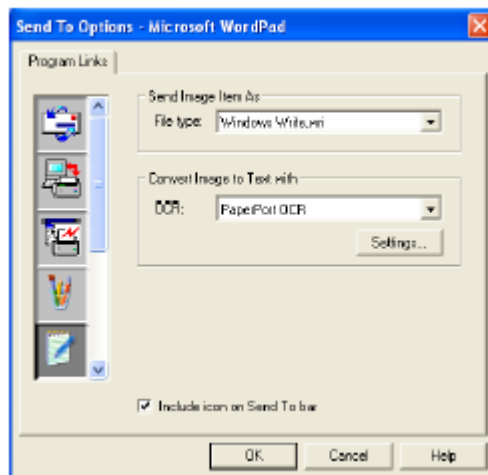 Send To Options - Microsoft WordPad
Program Links
Send Image Item As
File type: Windows Write.wri
Convert Image to Text with
OCR: PaperPort OCR
Settings...
Include icon on Send To bar
OK Cancel Help